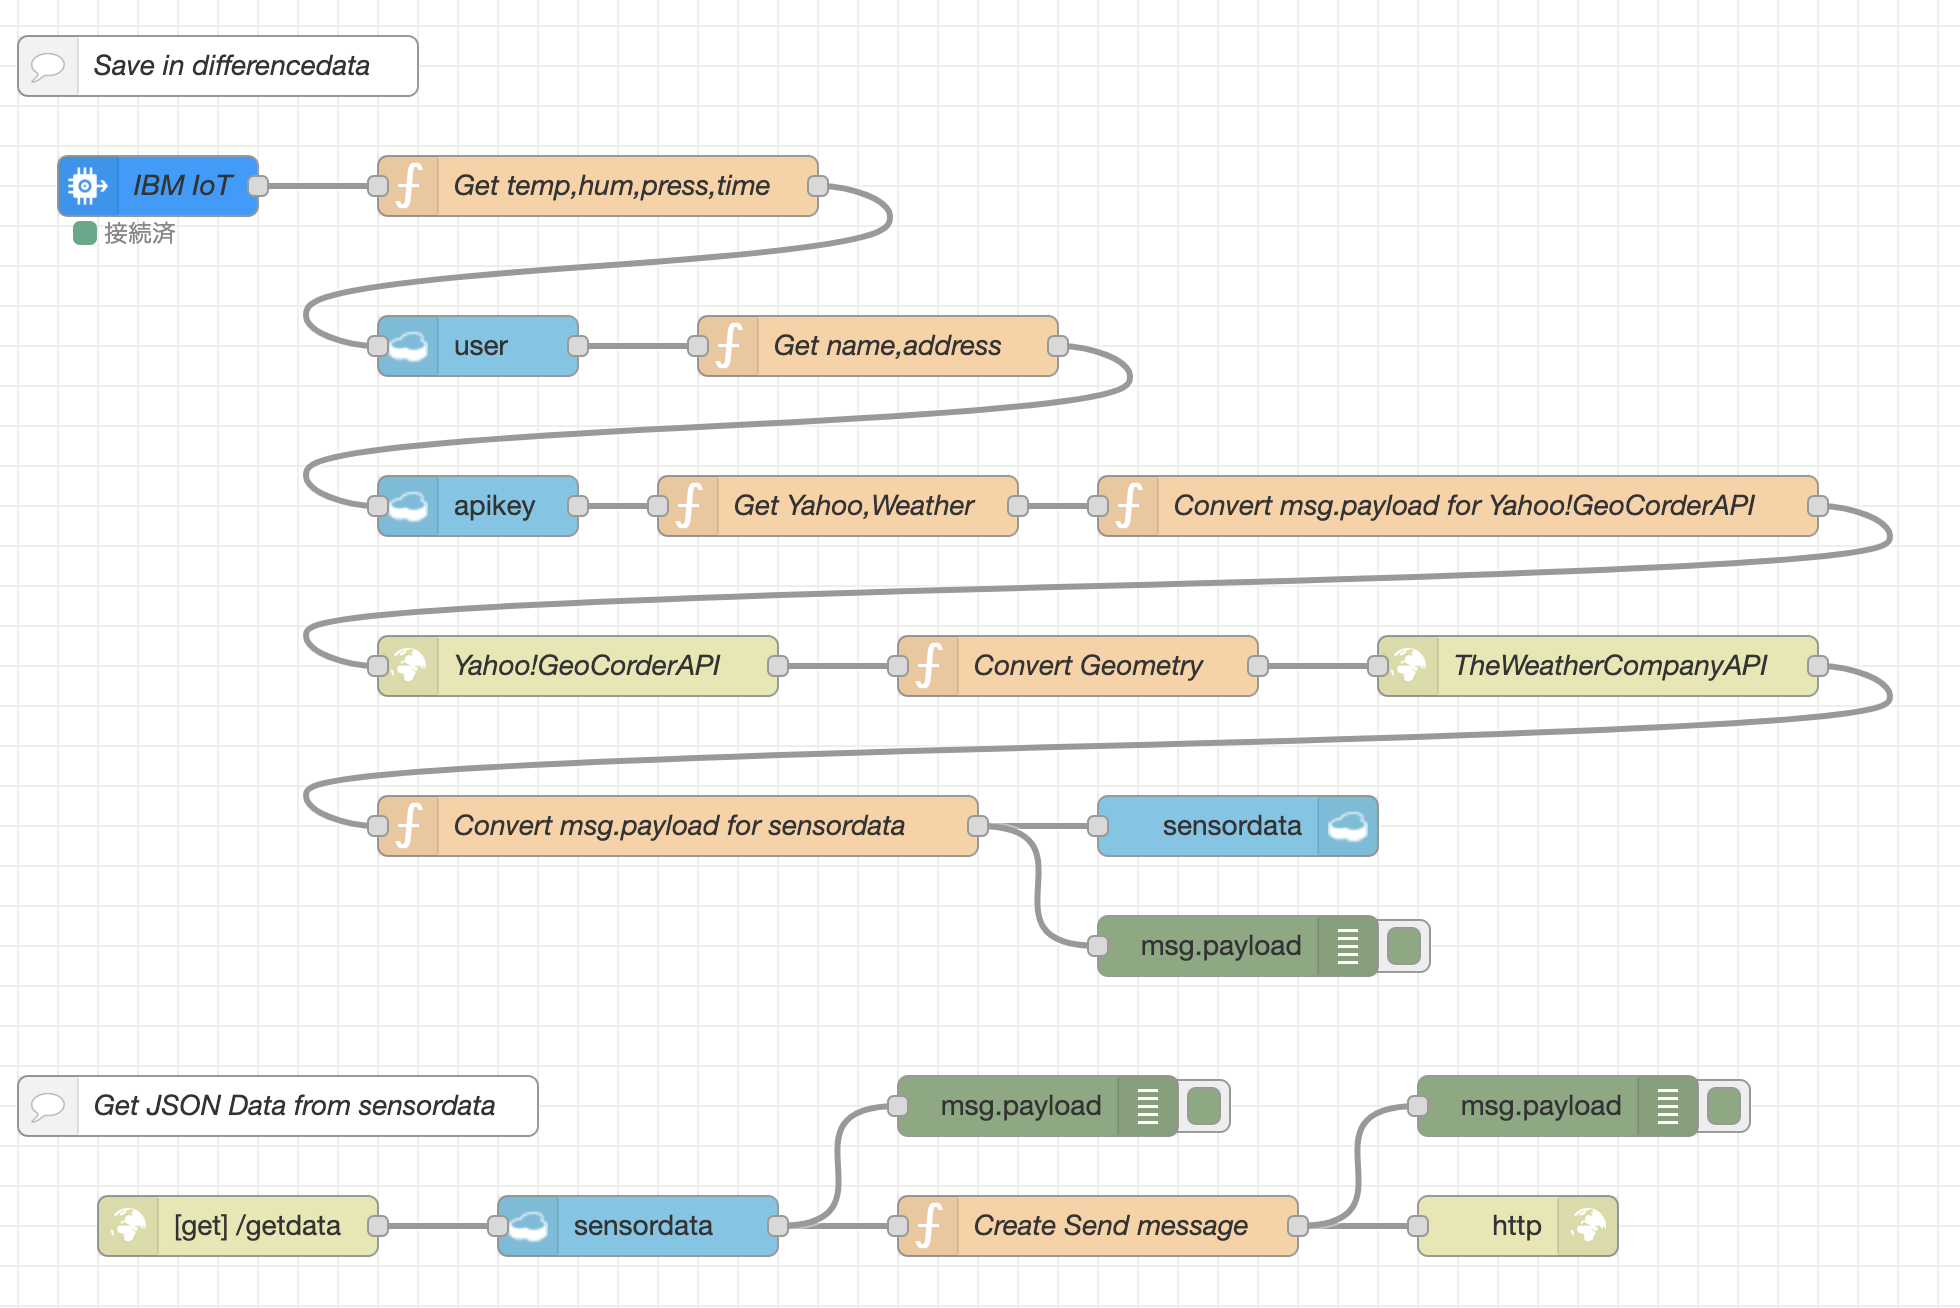 Save in differencedata
IBM IoT
Get temp,hum,press,time
接続済
user
Get name,address
apikey
Get Yahoo,Weather
Convert msg.payload for Yahoo!GeoCorderAPI
Yahoo!GeoCorderAPI
Convert Geometry
TheWeatherCompanyAPI
Convert msg.payload for sensordata
sensordata
msg.payload
Get JSON Data from sensordata
msg.payload
msg.payload
[get] /getdata
sensordata
Create Send message
http